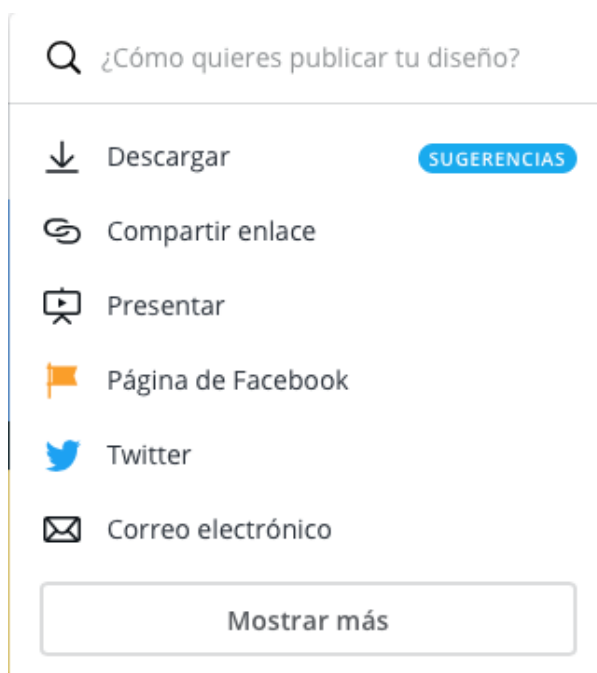 ¿Cómo quieres publicar tu diseño?
Descargar SUGERENCIAS
Compartir enlace
Presentar
Página de Facebook
Twitter
Correo electrónico
Mostrar más